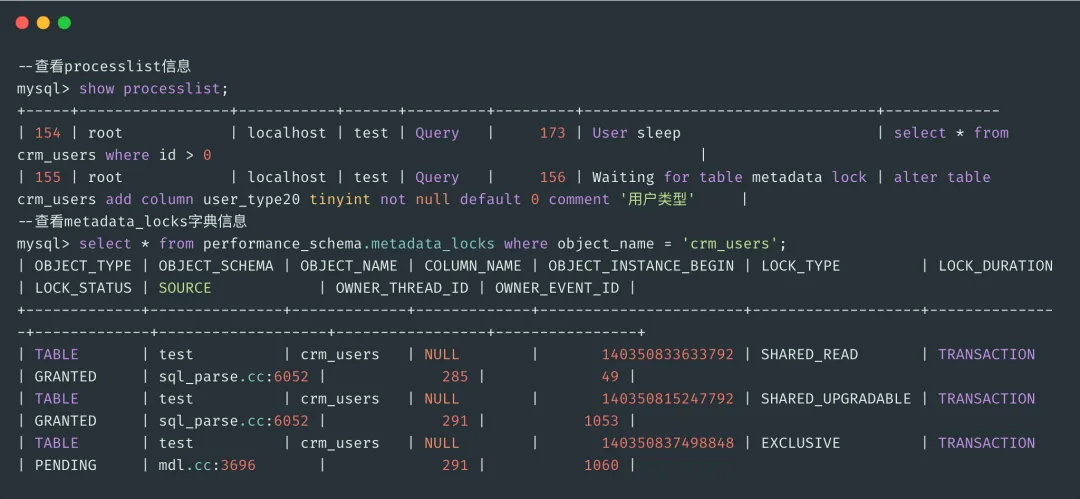 --查看processlist信息
mysql> show processlist;
+-----+-----------------+-----------+------+---------+---------+--------------------------------+-------------
| 154 | root            | localhost | test | Query   |     173 | User sleep                      | select * from
crm_users where id > 0                                                       |
| 155 | root            | localhost | test | Query   |     156 | Waiting for table metadata lock | alter table
crm_users add column user_type20 tinyint not null default 0 comment '用户类型'     |
--查看metadata_locks字典信息
mysql> select * from performance_schema.metadata_locks where object_name = 'crm_users';
| OBJECT_TYPE | OBJECT_SCHEMA | OBJECT_NAME | COLUMN_NAME | OBJECT_INSTANCE_BEGIN | LOCK_TYPE         | LOCK_DURATION
| LOCK_STATUS | SOURCE            | OWNER_THREAD_ID | OWNER_EVENT_ID |
+-------------+---------------+-------------+-------------+-----------------------+-------------------+--------------
-+-------------+-------------------+-----------------+----------------+
| TABLE       | test          | crm_users   | NULL        |       140350833633792 | SHARED_READ       | TRANSACTION
| GRANTED     | sql_parse.cc:6052 |             285 |             49 |
| TABLE       | test          | crm_users   | NULL        |       140350815247792 | SHARED_UPGRADABLE | TRANSACTION
| GRANTED     | sql_parse.cc:6052 |             291 |           1053 |
| TABLE       | test          | crm_users   | NULL        |       140350837498848 | EXCLUSIVE         | TRANSACTION
| PENDING     | mdl.cc:3696       |             291 |           1060 |